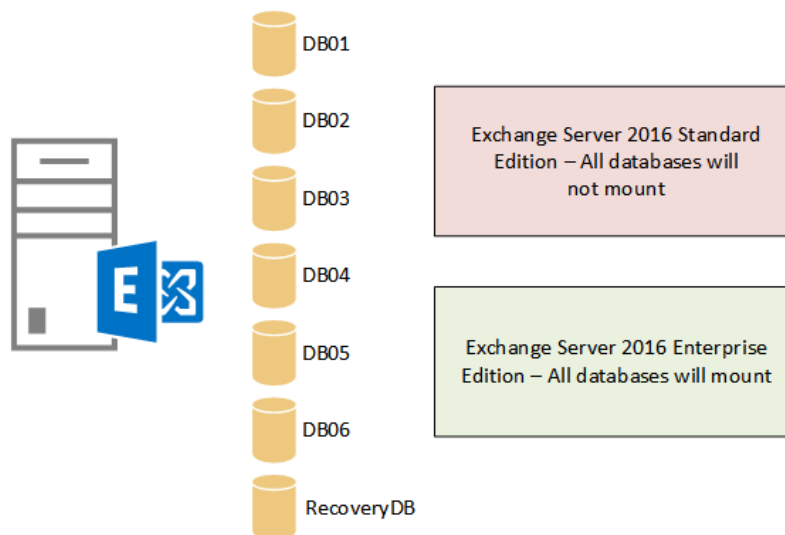 DB01
DB02
DB03
DB04
DB05
DB06
RecoveryDB
Exchange Server 2016 Standard
Edition – All databases will
not mount
Exchange Server 2016 Enterprise
Edition – All databases will mount
E